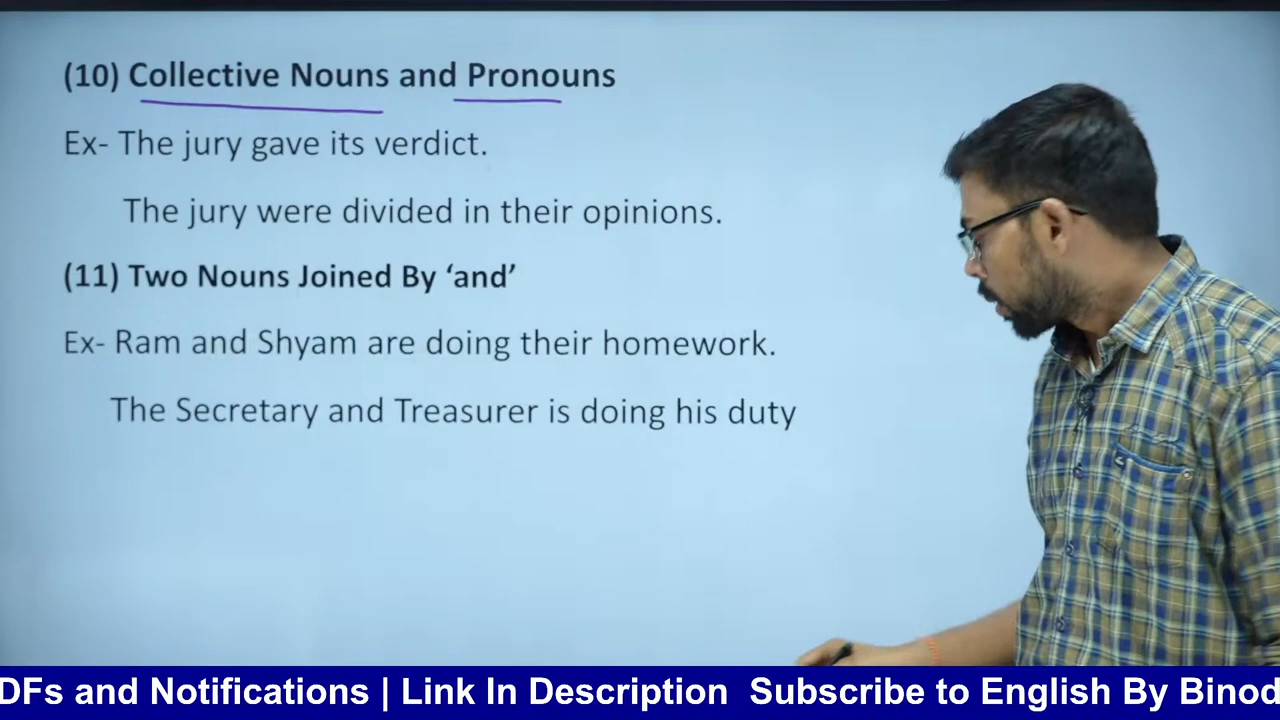 (10) Collective Nouns and Pronouns
Ex- The jury gave its verdict.
The jury were divided in their opinions.
(11) Two Nouns Joined By ‘and’
Ex- Ram and Shyam are doing their homework.
The Secretary and Treasurer is doing his duty
DFs and Notifications | Link In Description Subscribe to English By Binod